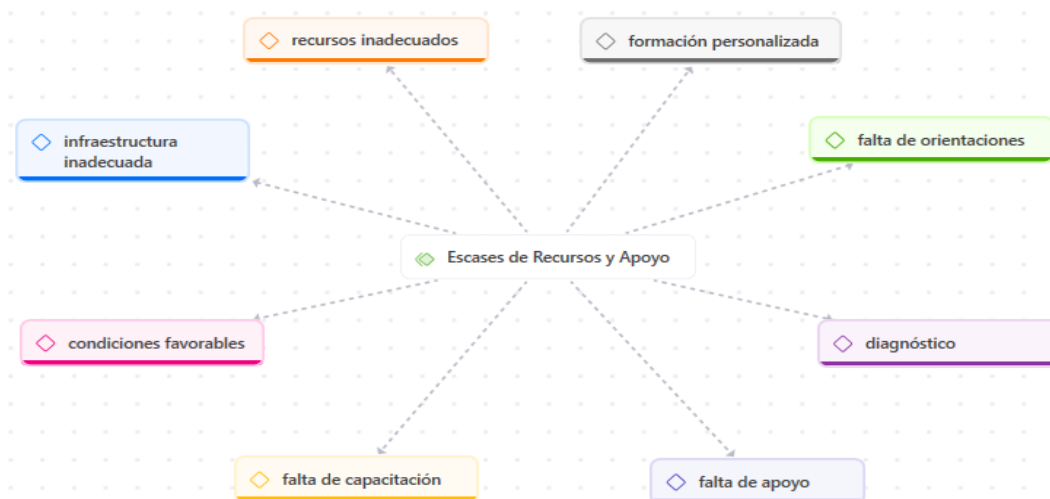 recursos inadecuados
formación personalizada
infraestructura
inadecuada
falta de orientaciones
Escases de Recursos y Apoyo
condiciones favorables
diagnóstico
falta de capacitación
falta de apoyo